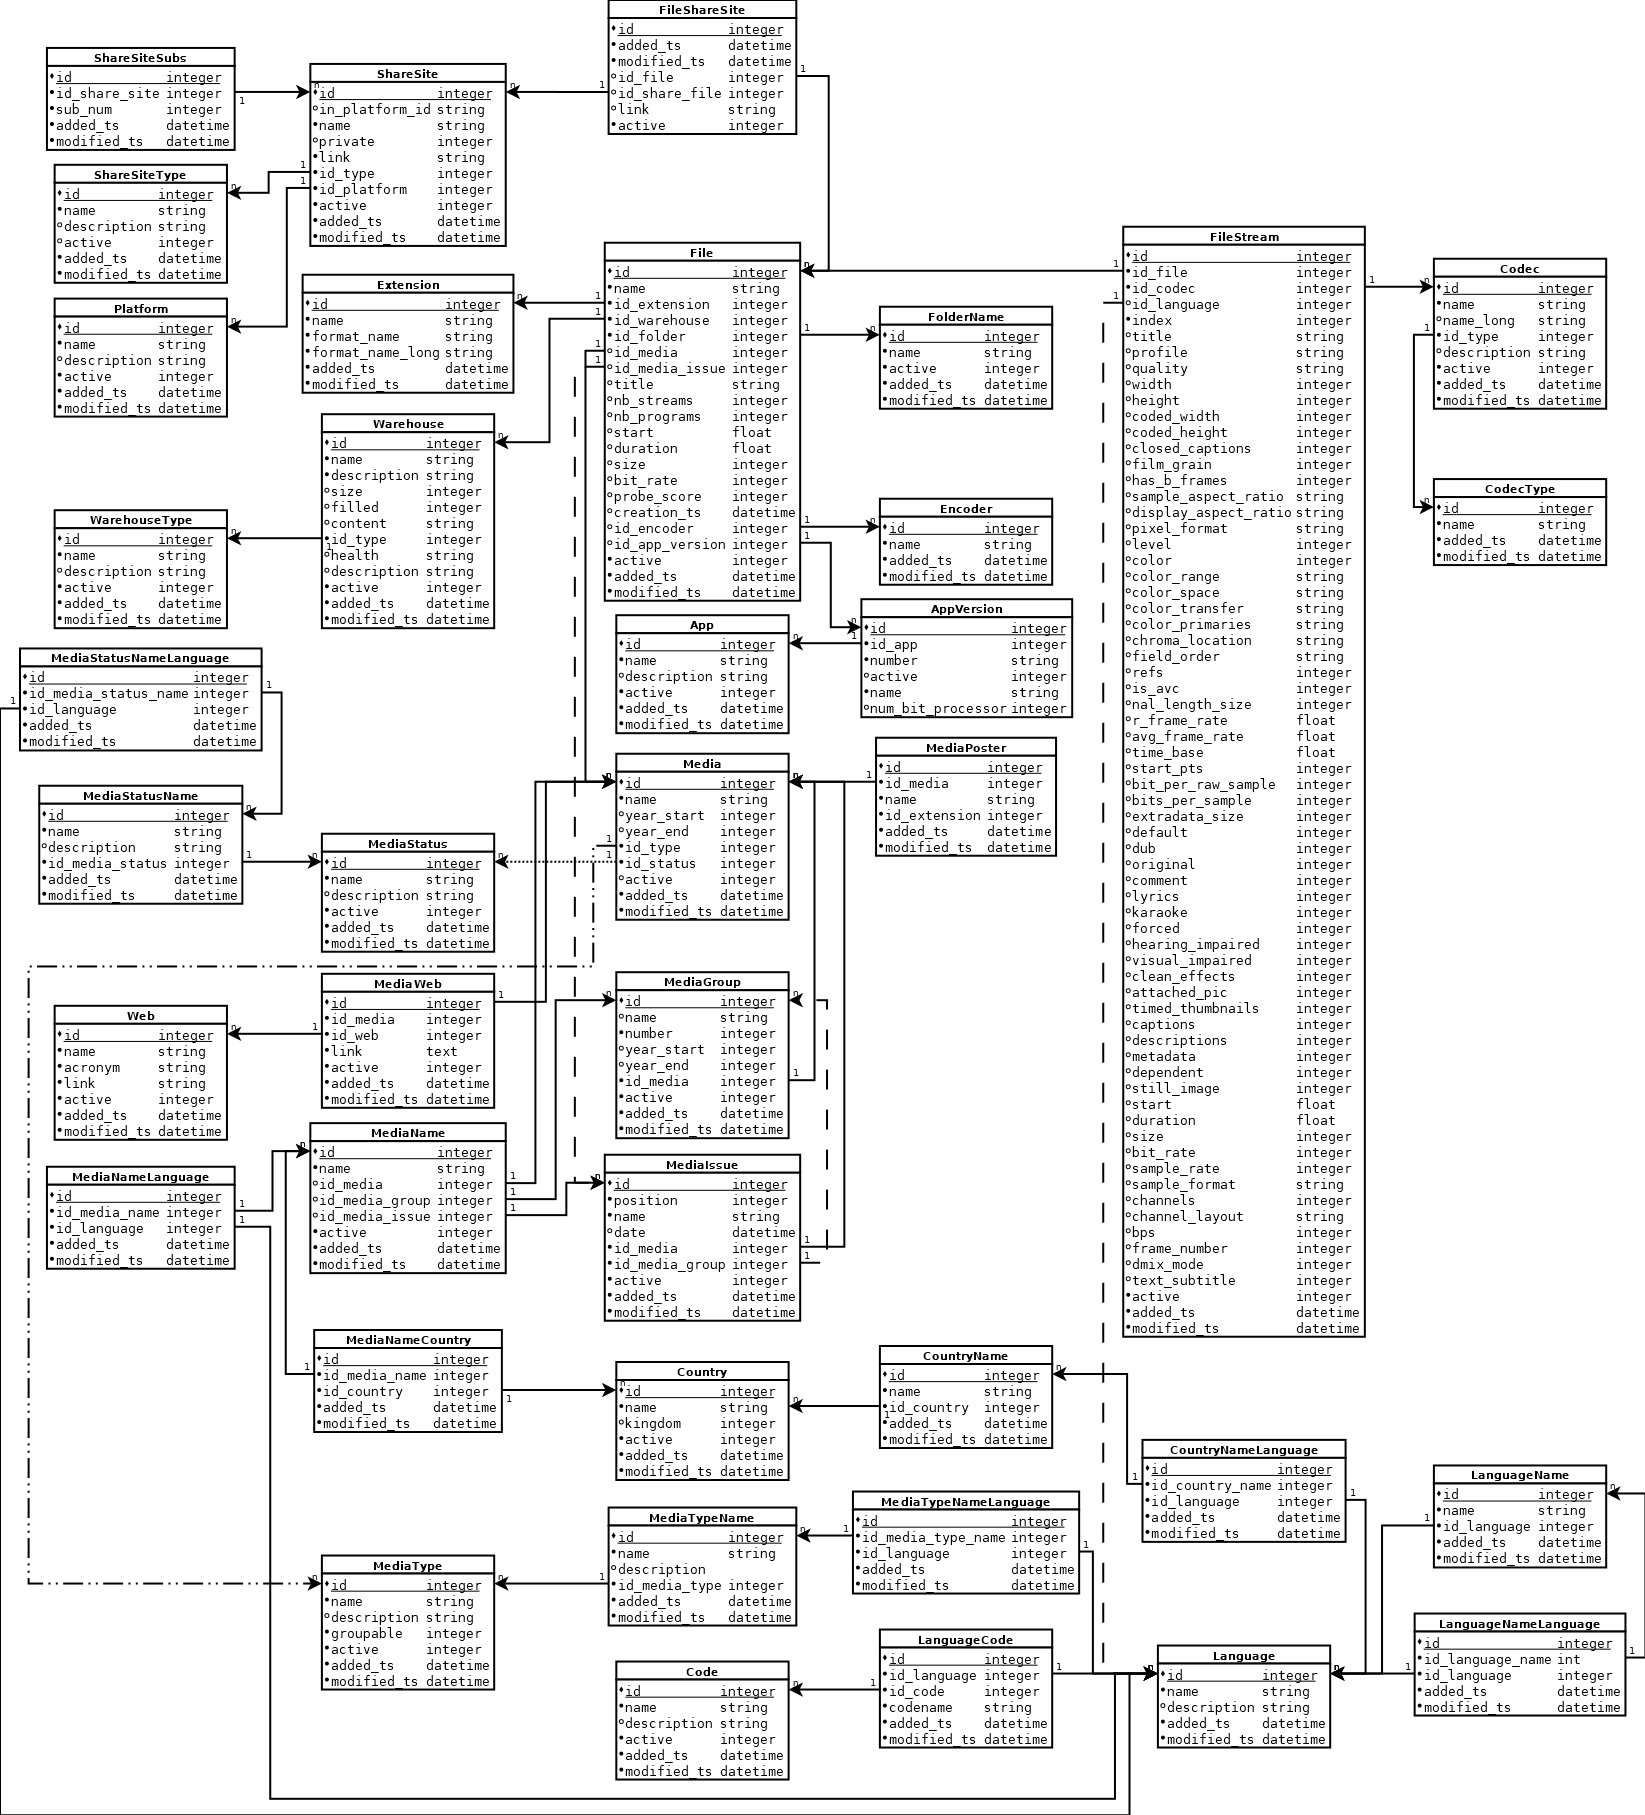 FileShareSite
id integer
added_ts datetime
modified_ts datetime
id_file integer
id_share_file integer
link string
active integer
ShareSiteSubs
id integer
id_share_site integer
sub_num integer
added_ts datetime
modified_ts datetime
ShareSite
id integer
in_platform_id string
name string
private integer
link string
id_type integer
id_platform integer
active integer
added_ts datetime
modified_ts datetime
ShareSiteType
id integer
name string
description string
active integer
added_ts datetime
modified_ts datetime
Platform
id integer
name string
description string
active integer
added_ts datetime
modified_ts datetime
Extension
id integer
name string
format_name string
format_name_long string
added_ts datetime
modified_ts datetime
File
id integer
name string
id_extension integer
id_warehouse integer
id_folder integer
id_media integer
id_media_issue integer
title string
nb_streams integer
nb_programs integer
start float
duration float
size integer
bit_rate integer
probe_score integer
creation_ts datetime
id_encoder integer
id_app_version integer
active integer
added_ts datetime
modified_ts datetime
FolderName
id integer
name string
active integer
added_ts datetime
modified_ts datetime
FileStream
id integer
id_file integer
id_codec integer
id_language integer
index integer
title string
profile string
quality string
width integer
height integer
coded_width integer
coded_height integer
closed_captions integer
film_grain integer
has_b_frames integer
sample_aspect_ratio string
display_aspect_ratio string
pixel_format string
level integer
color integer
color_range string
color_space string
color_transfer string
color_primaries string
chroma_location string
field_order string
refs integer
is_avc integer
nal_length_size integer
r_frame_rate float
avg_frame_rate float
time_base float
start_pts integer
bit_per_raw_sample integer
bits_per_sample integer
extradata_size integer
default integer
dub integer
original integer
comment integer
lyrics integer
karaoke integer
forced integer
hearing_impaired integer
visual_impaired integer
clean_effects integer
attached_pic integer
timed_thumbnails integer
captions integer
descriptions integer
metadata integer
dependent integer
still_image integer
start float
duration float
size integer
bit_rate integer
sample_rate integer
sample_format string
channels integer
channel_layout string
bps integer
frame_number integer
dmix_mode integer
text_subtitle integer
active integer
added_ts datetime
modified_ts datetime
Codec
id integer
name string
name_long string
id_type integer
description string
active integer
added_ts datetime
modified_ts datetime
CodecType
id integer
name string
added_ts datetime
modified_ts datetime
Warehouse
id integer
name string
description string
size integer
filled integer
content string
id_type integer
health string
description string
active integer
added_ts datetime
modified_ts datetime
WarehouseType
id integer
name string
description string
active integer
added_ts datetime
modified_ts datetime
Encoder
id integer
name string
added_ts datetime
modified_ts datetime
AppVersion
id integer
id_app integer
number string
active integer
name string
num_bit_processor integer
App
id integer
name string
description string
active integer
added_ts datetime
modified_ts datetime
MediaStatusNameLanguage
id integer
id_media_status_name integer
id_language integer
added_ts datetime
modified_ts datetime
MediaStatusName
id integer
name string
description string
id_media_status integer
added_ts datetime
modified_ts datetime
MediaStatus
id integer
name string
description string
active integer
added_ts datetime
modified_ts datetime
Media
id integer
name string
year_start integer
year_end integer
id_type integer
id_status integer
active integer
added_ts datetime
modified_ts datetime
MediaPoster
id integer
id_media integer
name string
id_extension integer
added_ts datetime
modified_ts datetime
MediaWeb
id integer
id_media integer
id_web integer
link text
active integer
added_ts datetime
modified_ts datetime
Web
id integer
name string
acronym string
link string
active integer
added_ts datetime
modified_ts datetime
MediaGroup
id integer
name string
number integer
year_start integer
year_end integer
id_media integer
active integer
added_ts datetime
modified_ts datetime
MediaName
id integer
name string
id_media integer
id_media_group integer
id_media_issue integer
active integer
added_ts datetime
modified_ts datetime
MediaNameLanguage
id integer
id_media_name integer
id_language integer
added_ts datetime
modified_ts datetime
MediaIssue
id integer
position integer
name string
date datetime
id_media integer
id_media_group integer
active integer
added_ts datetime
modified_ts datetime
MediaNameCountry
id integer
id_media_name integer
id_country integer
added_ts datetime
modified_ts datetime
Country
id integer
name string
kingdom integer
active integer
added_ts datetime
modified_ts datetime
CountryName
id integer
name string
id_country integer
added_ts datetime
modified_ts datetime
CountryNameLanguage
id integer
id_country_name integer
id_language integer
added_ts datetime
modified_ts datetime
LanguageName
id integer
name string
id_language integer
added_ts datetime
modified_ts datetime
MediaTypeNameLanguage
id integer
id_media_type_name integer
id_language integer
added_ts datetime
modified_ts datetime
MediaTypeName
id integer
name string
description
id_media_type integer
added_ts datetime
modified_ts datetime
MediaType
id integer
name string
description string
groupable integer
active integer
added_ts datetime
modified_ts datetime
LanguageCode
id integer
id_language integer
id_code integer
codename string
added_ts datetime
modified_ts datetime
Code
id integer
name string
description string
active integer
added_ts datetime
modified_ts datetime
Language
id integer
name string
description string
added_ts datetime
modified_ts datetime
LanguageNameLanguage
id integer
id_language_name int
id_language integer
added_ts datetime
modified_ts datetime